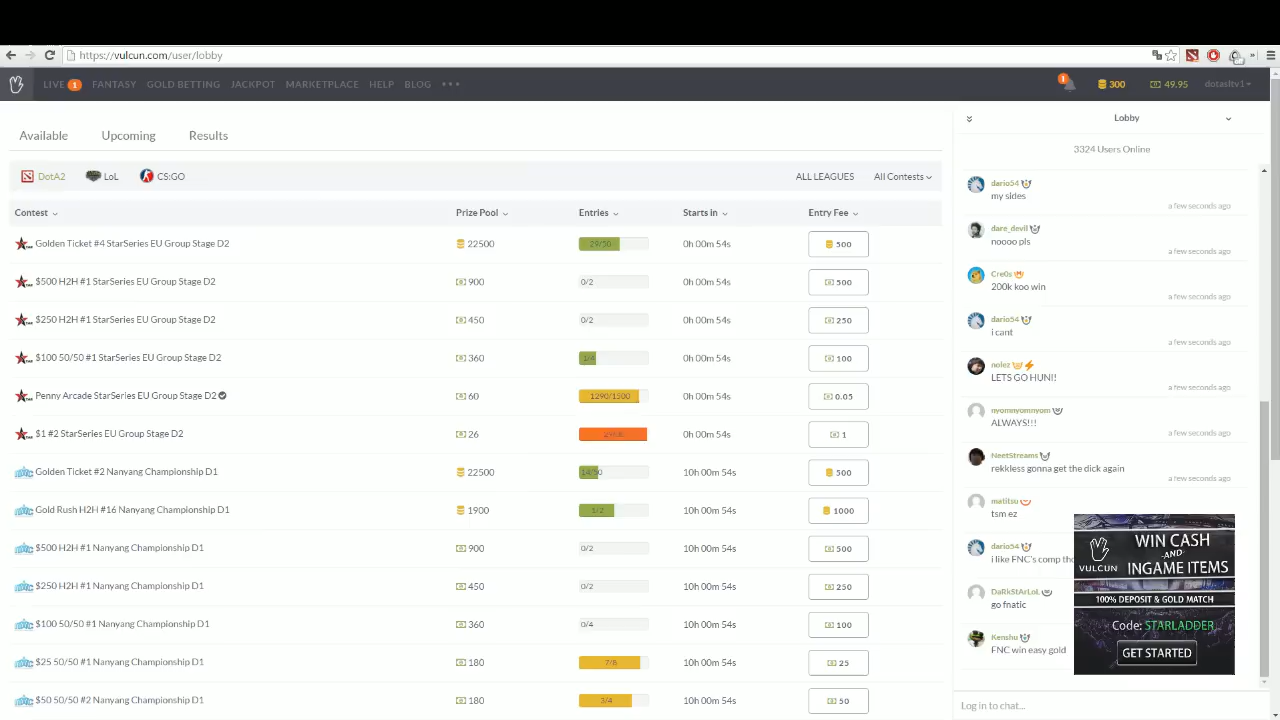 https://vulcun.com/user/lobby
LIVE 1 FANTASY GOLD BETTING JACKPOT MARKETPLACE HELP BLOG 1 300 49.95 dotasltv1
Available Upcoming Results
Lobby
3324 Users Online
DotA2 LoL CS:GO ALL LEAGUES All Contests
Contest Prize Pool Entries Starts in Entry Fee
Golden Ticket #4 StarSeries EU Group Stage D2 22500 29/50 0h 00m 54s 500
$500 H2H #1 StarSeries EU Group Stage D2 900 0/2 0h 00m 54s 500
$250 H2H #1 StarSeries EU Group Stage D2 450 0/2 0h 00m 54s 250
$100 50/50 #1 StarSeries EU Group Stage D2 360 1/4 0h 00m 54s 100
Penny Arcade StarSeries EU Group Stage D2 60 1290/1500 0h 00m 54s 0.05
$1 #2 StarSeries EU Group Stage D2 26 0h 00m 54s 1
Golden Ticket #2 Nanyang Championship D1 22500 14/50 10h 00m 54s 500
Gold Rush H2H #16 Nanyang Championship D1 1900 1/2 10h 00m 54s 1000
$500 H2H #1 Nanyang Championship D1 900 0/2 10h 00m 54s 500
$250 H2H #1 Nanyang Championship D1 450 0/2 10h 00m 54s 250
$100 50/50 #1 Nanyang Championship D1 360 0/4 10h 00m 54s 100
$25 50/50 #1 Nanyang Championship D1 180 7/8 10h 00m 54s 25
$50 50/50 #2 Nanyang Championship D1 180 3/4 10h 00m 54s 50
dario54
my sides
a few seconds ago
dare_devil
noooo pls
a few seconds ago
Cre0s
200k koo win
a few seconds ago
dario54
i cant
a few seconds ago
nolez
LETS GO HUNI!
a few seconds ago
nyomnyomnyom
ALWAYS!!!
a few seconds ago
NeetStreams
rekkless gonna get the dick again
a few seconds ago
matitsu
tsm ez
dario54
i like FNC's comp
DaRkStArLoL
go fnatic
Kenshu
FNC win easy gold
VULCUN
WIN CASH
AND
INGAME ITEMS
100% DEPOSIT & GOLD MATCH
Code: STARLADDER
GET STARTED
Log in to chat...